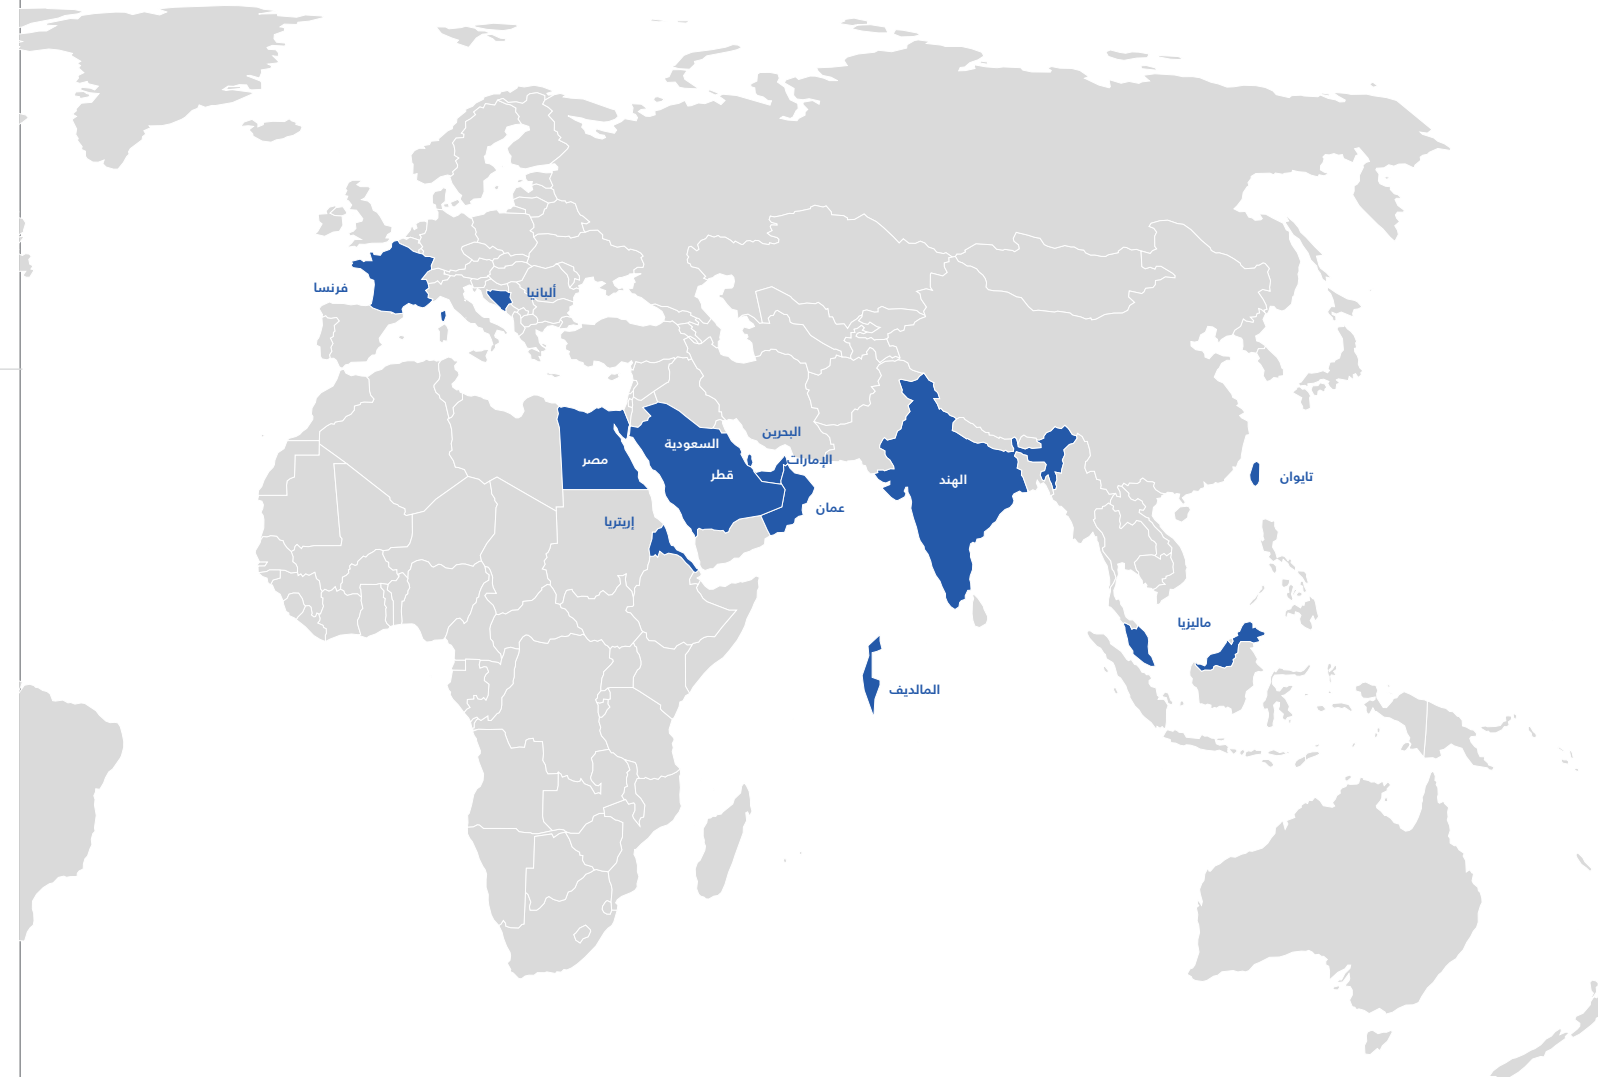 فرنسا
ألبانيا
البحرين
السعودية
مصر
الإمارات
قطر
الهند
تايوان
عمان
إريتريا
ماليزيا
المالديف